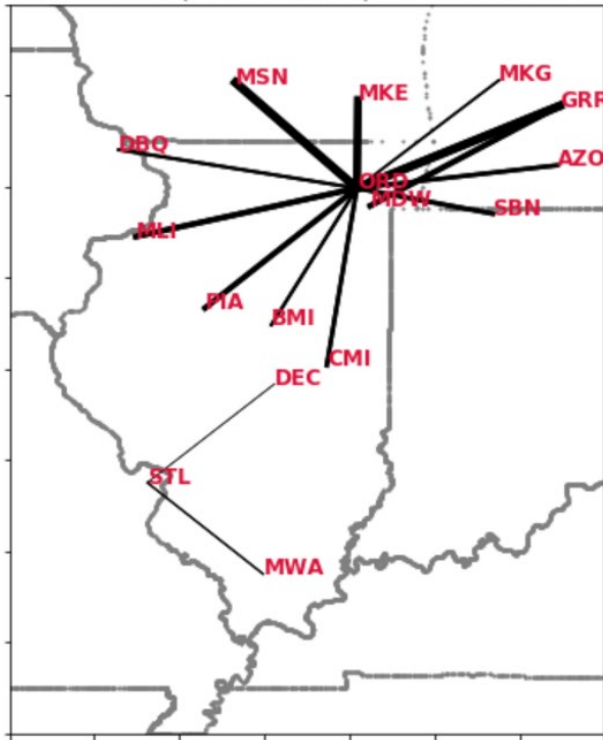 MSN
MKE
MKG
GRR
DBQ
AZO
ORD
MDW
SBN
MLI
PIA
BMI
CMI
DEC
STL
MWA